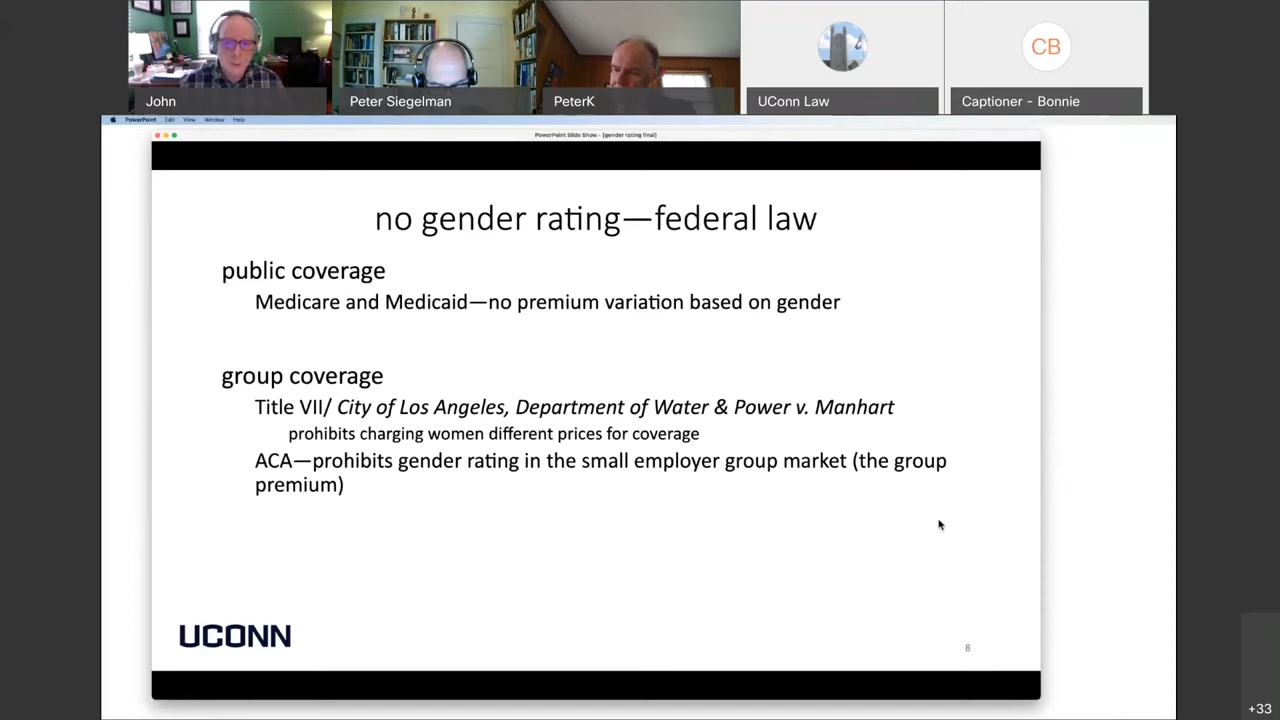 John
Peter Siegelman
PeterK
UConn Law
CB
Captioner - Bonnie
PowerPoint Edit View Window Help
PowerPoint Slide Show - [gender rating final]
no gender rating—federal law
public coverage
Medicare and Medicaid—no premium variation based on gender
group coverage
Title VII/ City of Los Angeles, Department of Water & Power v. Manhart
prohibits charging women different prices for coverage
ACA—prohibits gender rating in the small employer group market (the group
premium)
UCONN
8
+33